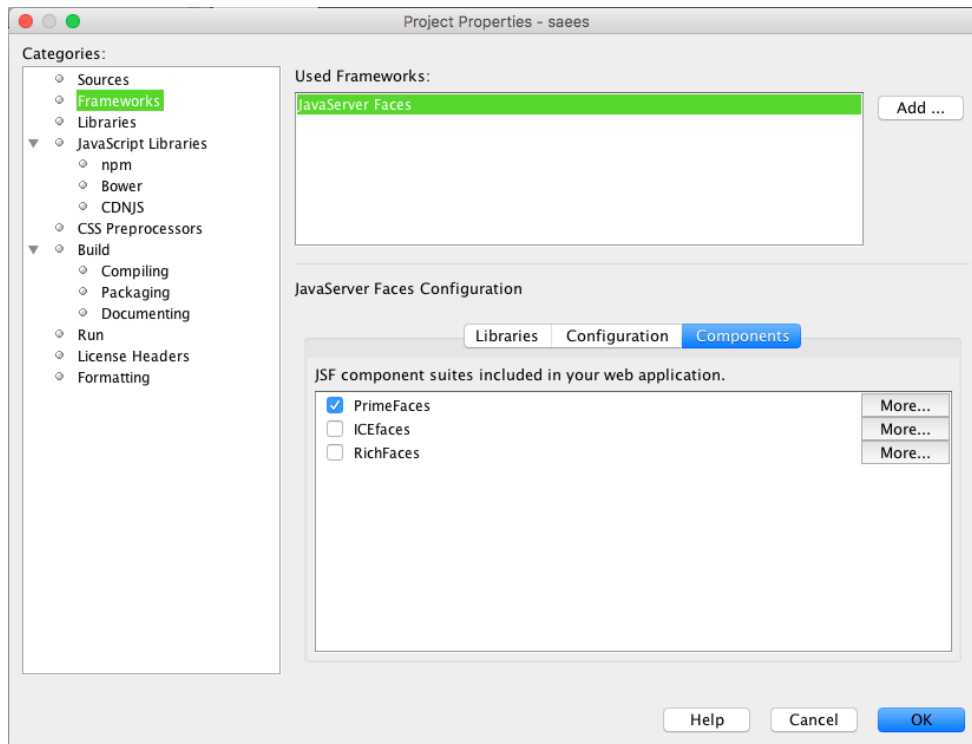 Project Properties - saees
Categories:
Sources
Frameworks
Libraries
JavaScript Libraries
npm
Bower
CDNJS
CSS Preprocessors
Build
Compiling
Packaging
Documenting
Run
License Headers
Formatting
Used Frameworks:
JavaServer Faces
Add ...
JavaServer Faces Configuration
Libraries Configuration Components
JSF component suites included in your web application.
PrimeFaces More...
ICEfaces More...
RichFaces More...
Help Cancel OK